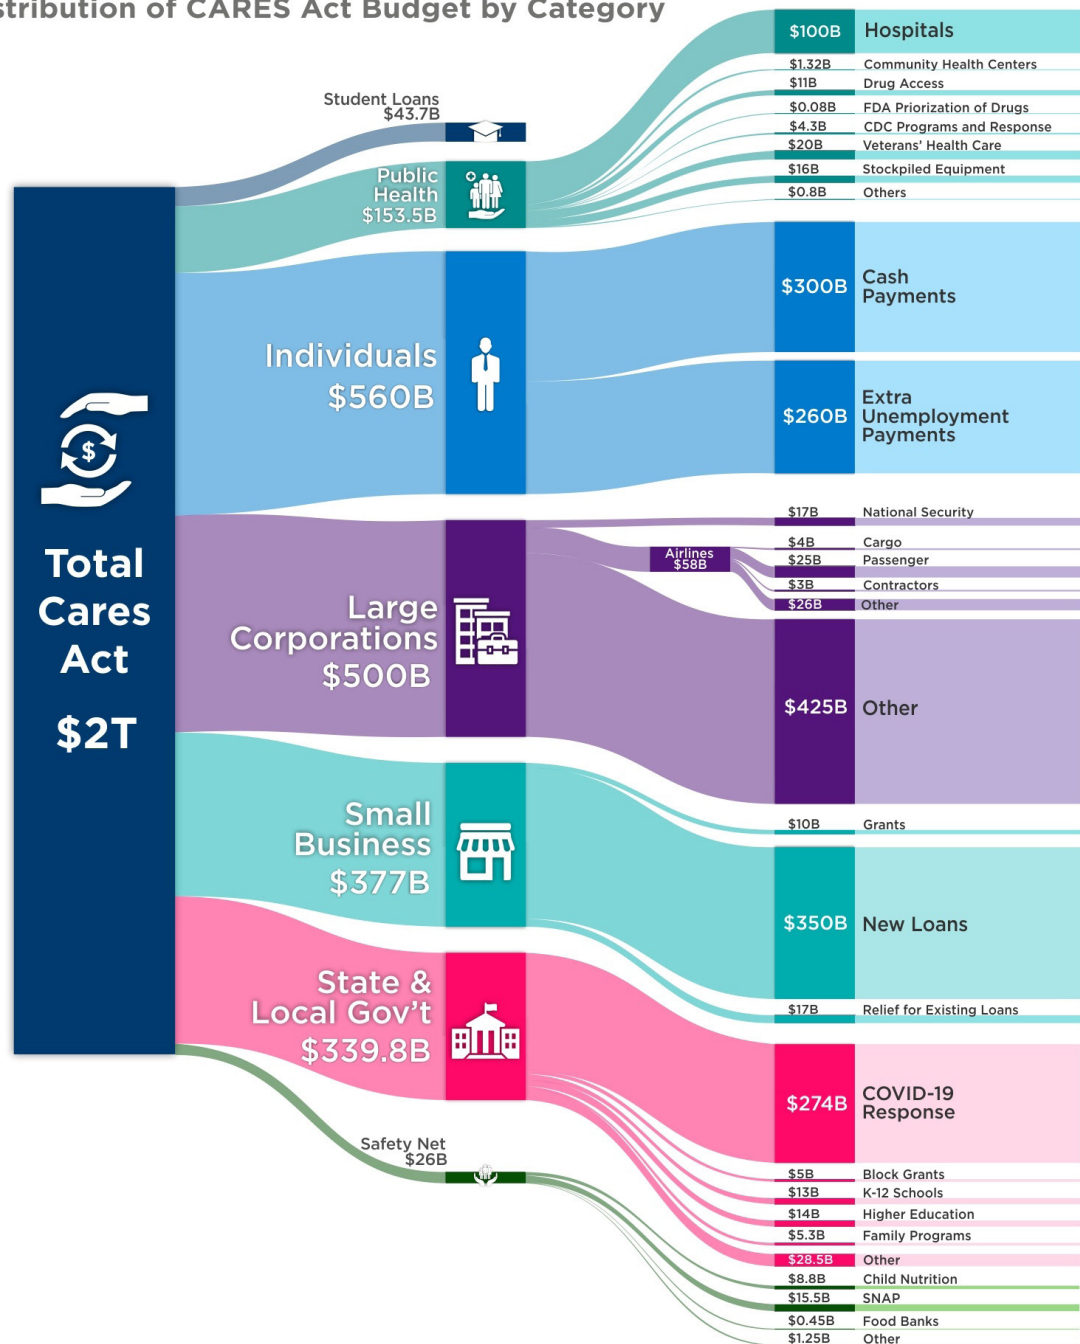 stribution of CARES Act Budget by Category
Student Loans
$43.7B
Public
Health
$153.5B
$100B Hospitals
$1.32B Community Health Centers
$11B Drug Access
$0.08B FDA Priorization of Drugs
$4.3B CDC Programs and Response
$20B Veterans' Health Care
$16B Stockpiled Equipment
$0.8B Others
Individuals
$560B
$300B Cash
Payments
$260B Extra
Unemployment
Payments
$
Total
Cares
Act
$2T
Large
Corporations
$500B
$17B National Security
Airlines
$58B
$4B Cargo
$25B Passenger
$3B Contractors
$26B Other
$425B Other
Small
Business
$377B
$10B Grants
$350B New Loans
$17B Relief for Existing Loans
State &
Local Gov't
$339.8B
$274B COVID-19
Response
$5B Block Grants
$13B K-12 Schools
$14B Higher Education
$5.3B Family Programs
$28.5B Other
Safety Net
$26B
$8.8B Child Nutrition
$15.5B SNAP
$0.45B Food Banks
$1.25B Other